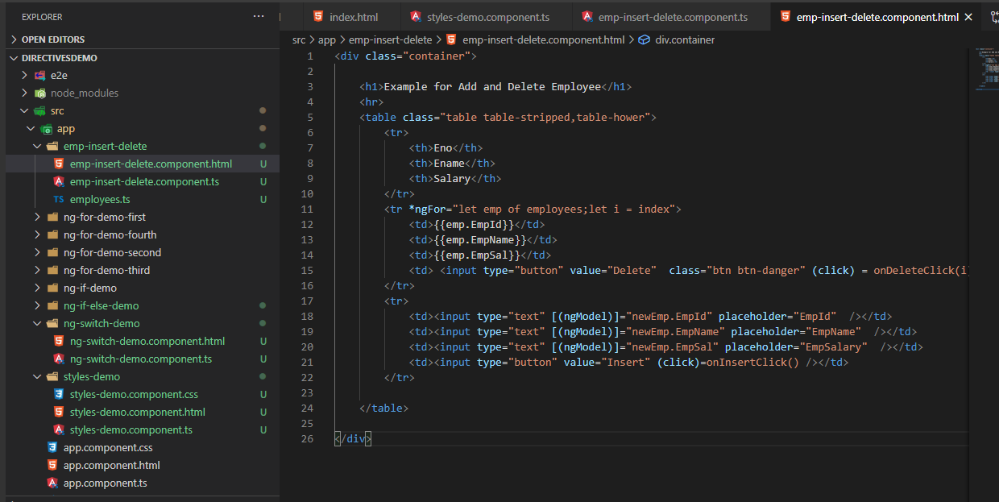 EXPLORER
···
OPEN EDITORS
DIRECTIVESDEMO
e2e
node_modules
src
app
emp-insert-delete
emp-insert-delete.component.html U
emp-insert-delete.component.ts U
TS employees.ts U
ng-for-demo-first
ng-for-demo-fourth
ng-for-demo-second
ng-for-demo-third
ng-if-demo
ng-if-else-demo
ng-switch-demo
ng-switch-demo.component.html U
ng-switch-demo.component.ts U
styles-demo
styles-demo.component.css U
styles-demo.component.html U
styles-demo.component.ts U
app.component.css
app.component.html
app.component.ts
index.html styles-demo.component.ts emp-insert-delete.component.ts emp-insert-delete.component.html
src > app > emp-insert-delete > emp-insert-delete.component.html > div.container
1 <div class="container">
2
3 <h1>Example for Add and Delete Employee</h1>
4 <hr>
5 <table class="table table-stripped,table-hower">
6 <tr>
7 <th>Eno</th>
8 <th>Ename</th>
9 <th>Salary</th>
10 </tr>
11 <tr *ngFor="let emp of employees;let i = index">
12 <td>{{emp.EmpId}}</td>
13 <td>{{emp.EmpName}}</td>
14 <td>{{emp.EmpSal}}</td>
15 <td> <input type="button" value="Delete"  class="btn btn-danger" (click) = onDeleteClick(i
16 </tr>
17 <tr>
18 <td><input type="text" [(ngModel)]="newEmp.EmpId" placeholder="EmpId"  /></td>
19 <td><input type="text" [(ngModel)]="newEmp.EmpName" placeholder="EmpName"  /></td>
20 <td><input type="text" [(ngModel)]="newEmp.EmpSal" placeholder="EmpSalary"  /></td>
21 <td><input type="button" value="Insert" (click)=onInsertClick() /></td>
22 </tr>
23
24 </table>
25
26 </div>